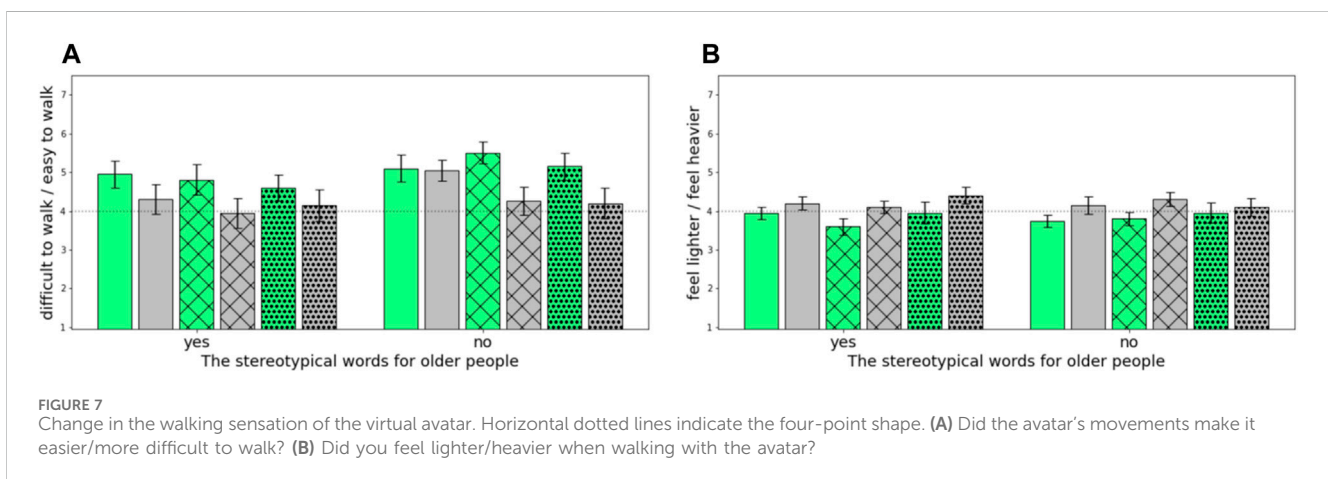 A
7
6
5
4
3
2
1
difficult to walk / easy to walk
yes
no
The stereotypical words for older people
B
7
6
5
4
3
2
1
feel lighter / feel heavier
yes
no
The stereotypical words for older people
FIGURE 7
Change in the walking sensation of the virtual avatar. Horizontal dotted lines indicate the four-point shape. (A) Did the avatar's movements make it
easier/more difficult to walk? (B) Did you feel lighter/heavier when walking with the avatar?